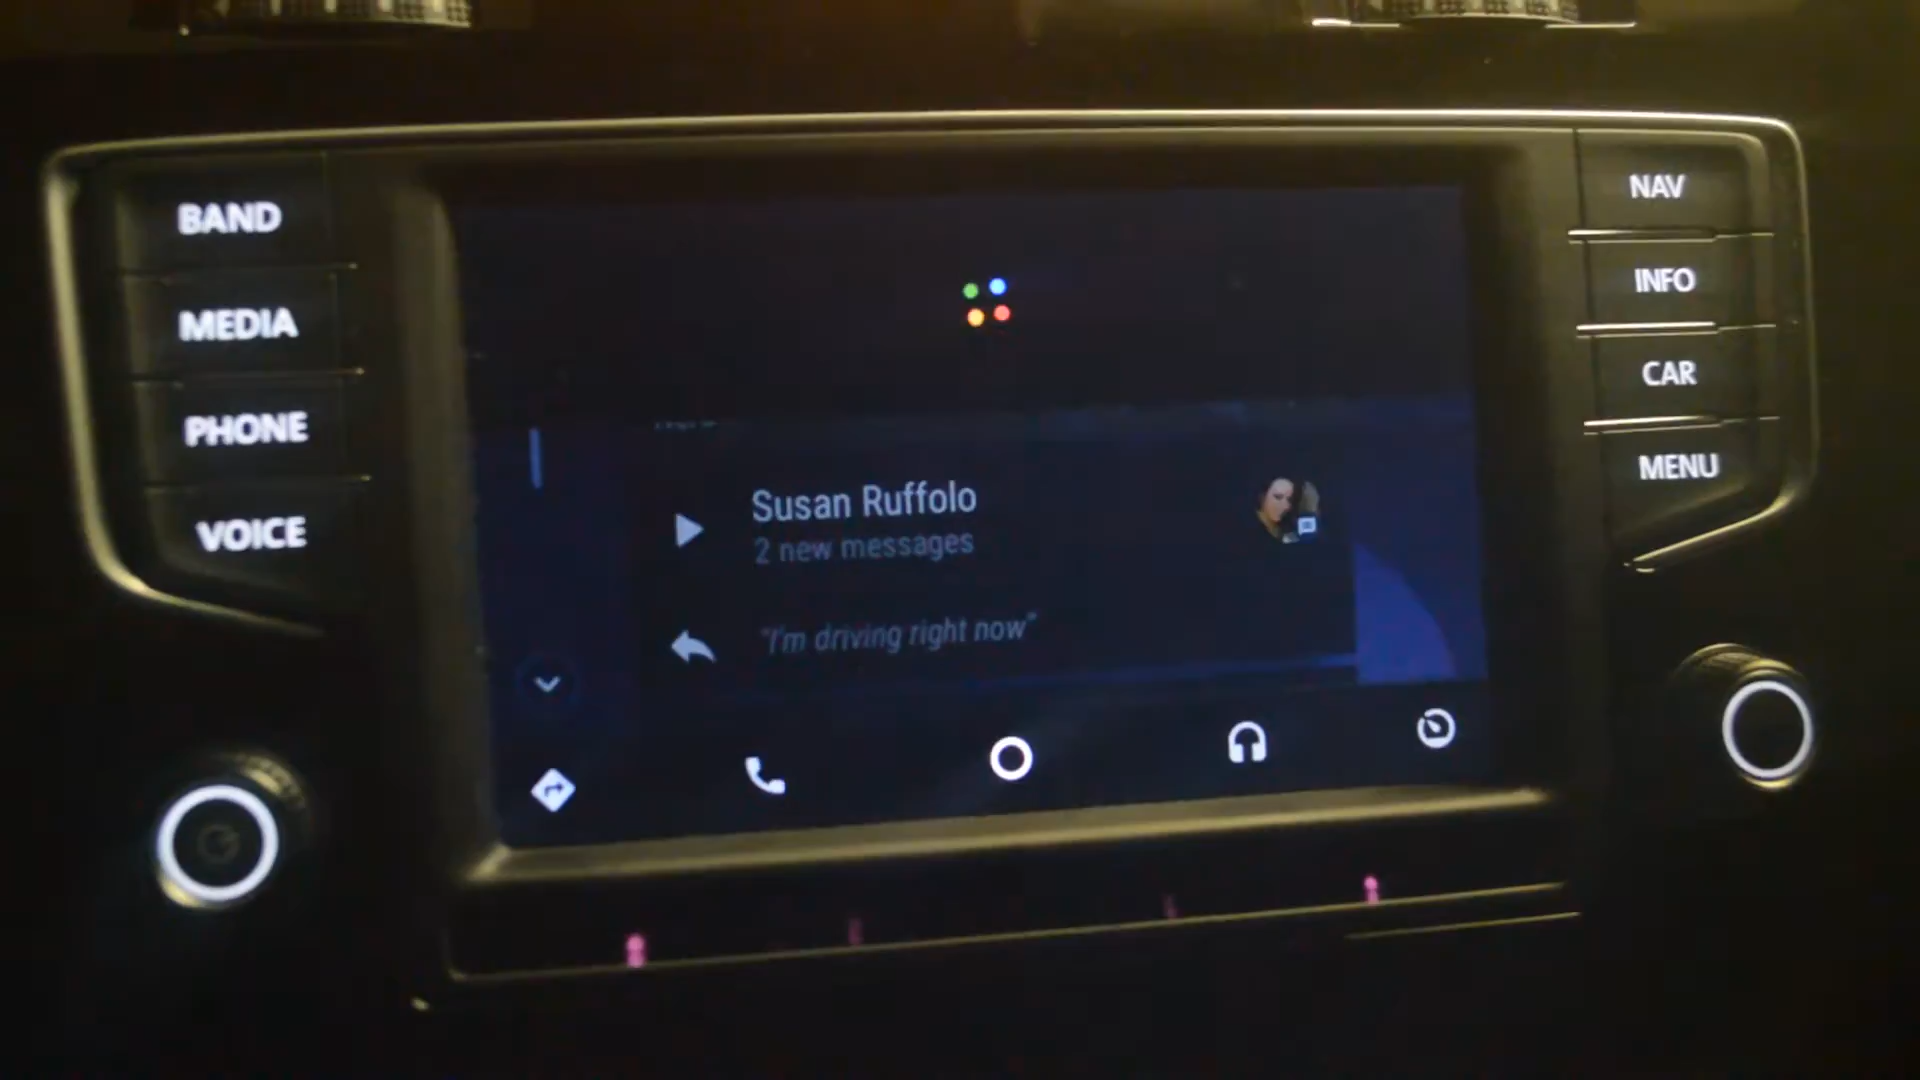 BAND
MEDIA
PHONE
VOICE
Susan Ruffolo
2 new messages
"I'm driving right now"
NAV
INFO
CAR
MENU